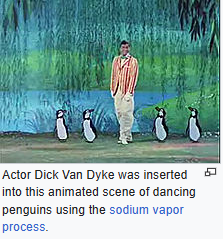 Actor Dick Van Dyke was inserted
into this animated scene of dancing
penguins using the sodium vapor
process.